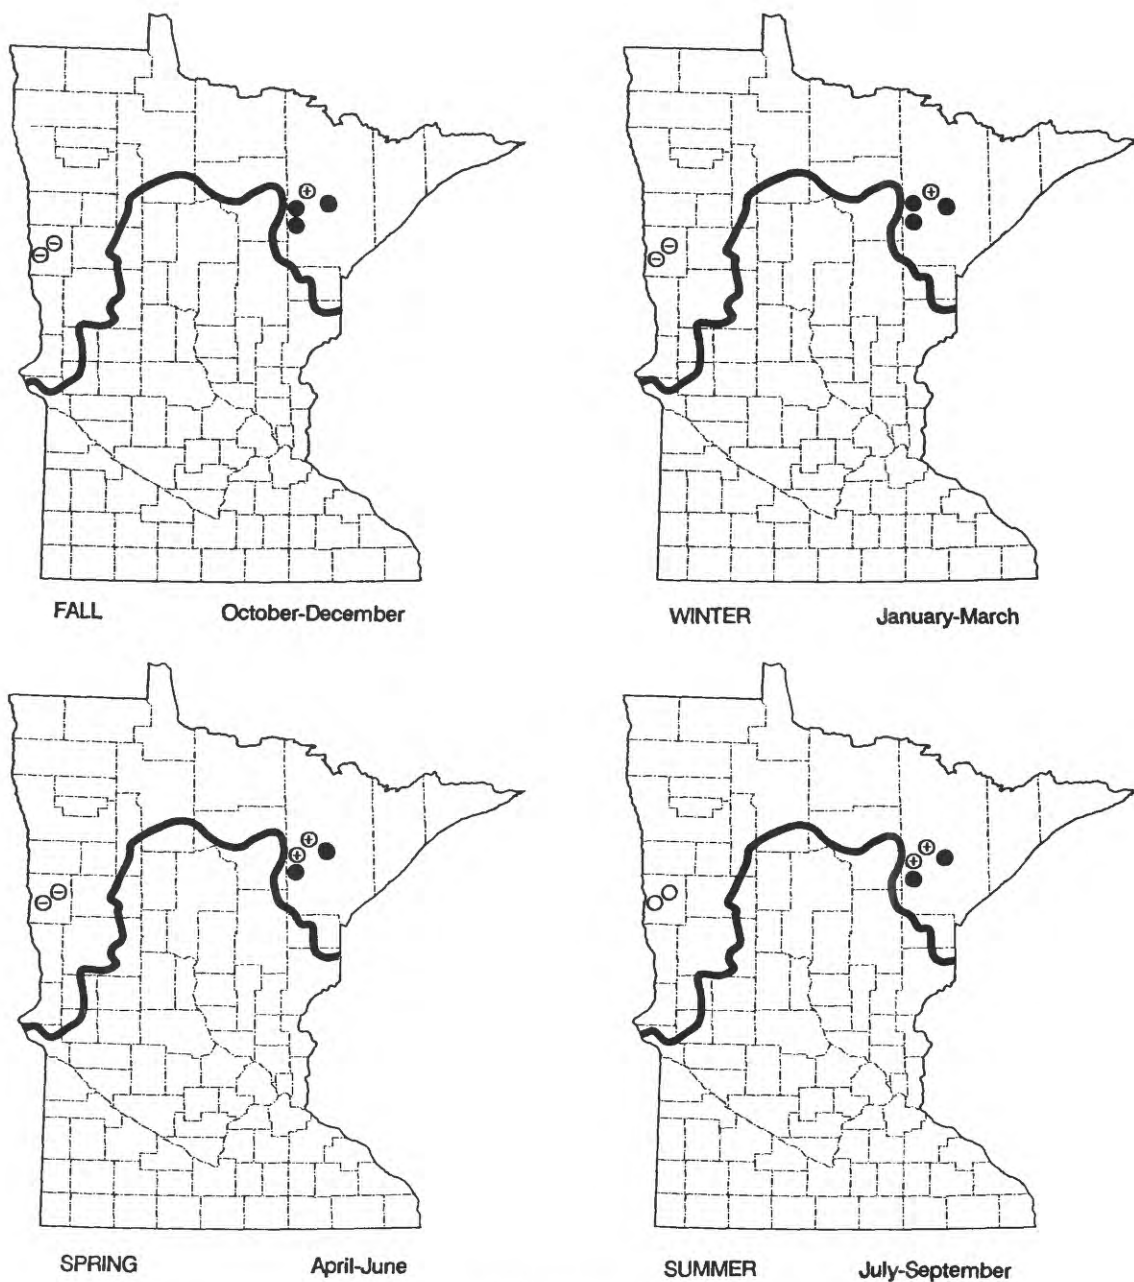 FALL October-December
WINTER January-March
SPRING April-June
SUMMER July-September